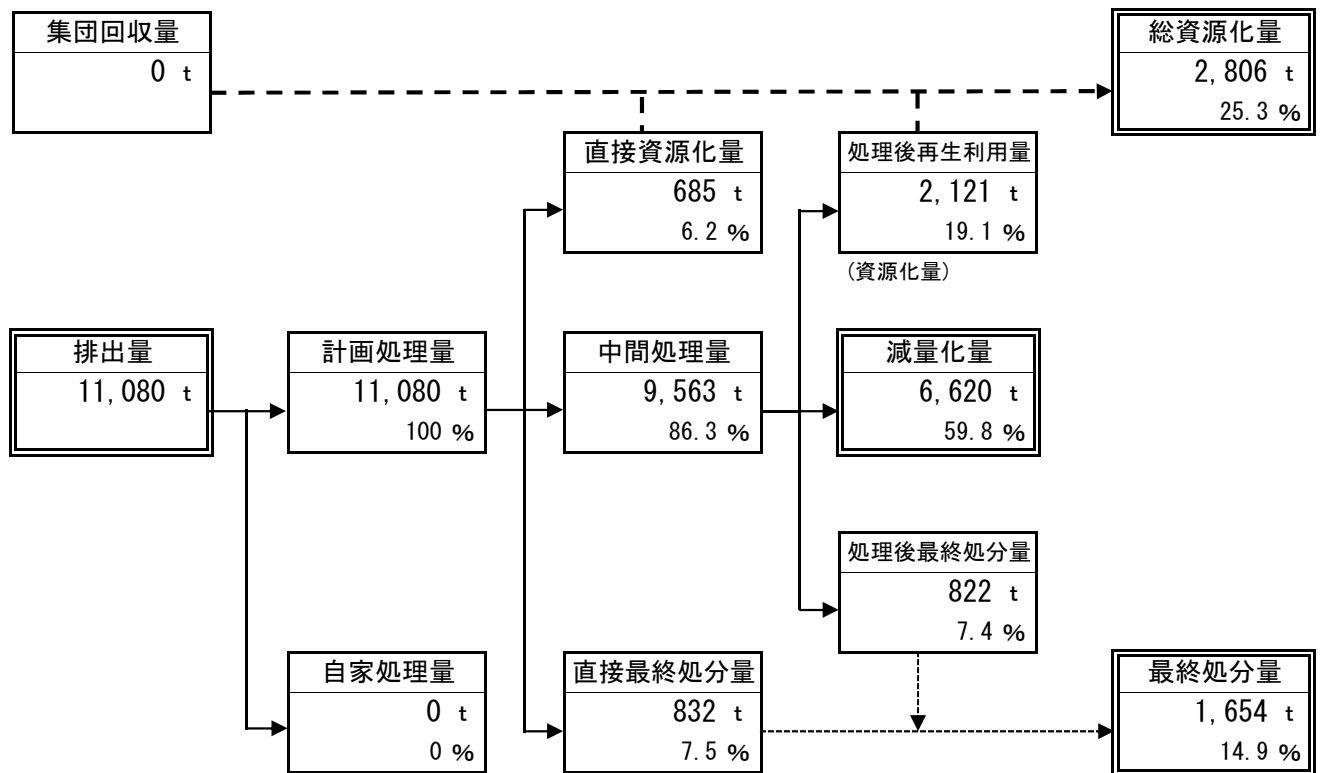 集団回収量
0 t
総資源化量
2,806 t
25.3 %
直接資源化量
685 t
6.2 %
処理後再生利用量
2,121 t
19.1 %
(資源化量)
排出量
11,080 t
計画処理量
11,080 t
100 %
中間処理量
9,563 t
86.3 %
減量化量
6,620 t
59.8 %
処理後最終処分量
822 t
7.4 %
自家処理量
0 t
0 %
直接最終処分量
832 t
7.5 %
最終処分量
1,654 t
14.9 %